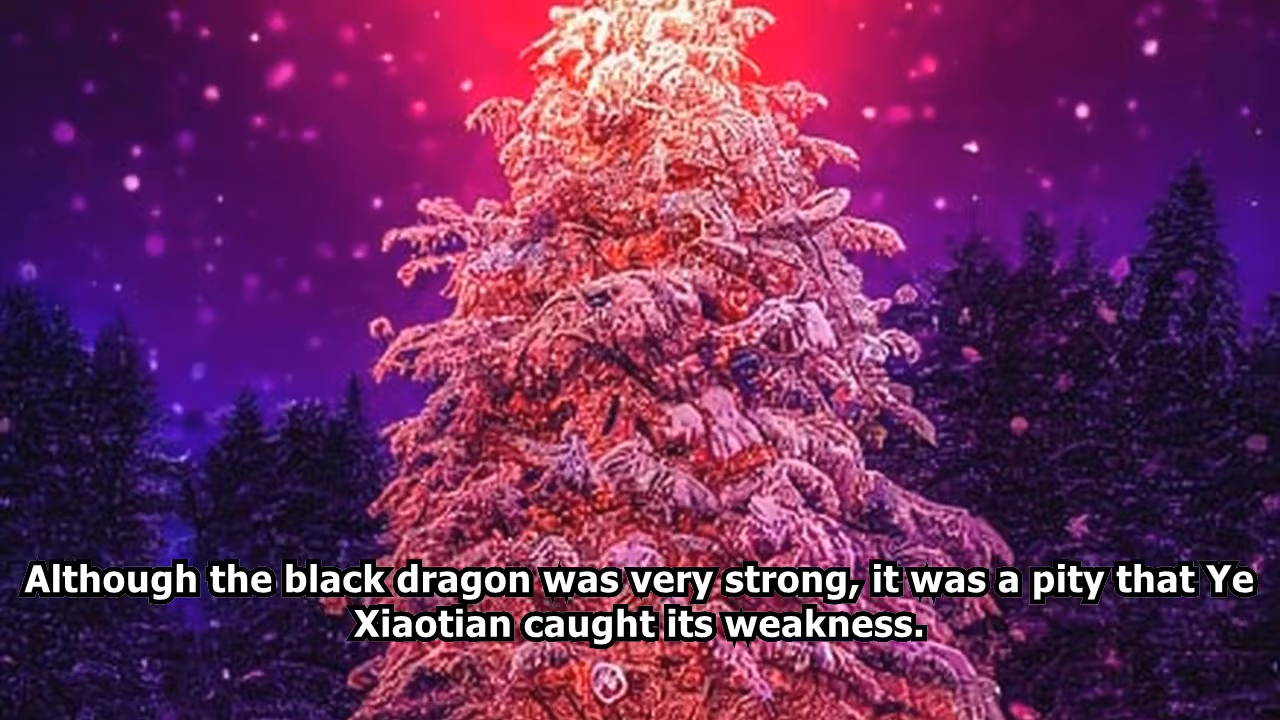 Although the black dragon was very strong, it was a pity that Ye
Xiaotian caught its weakness.